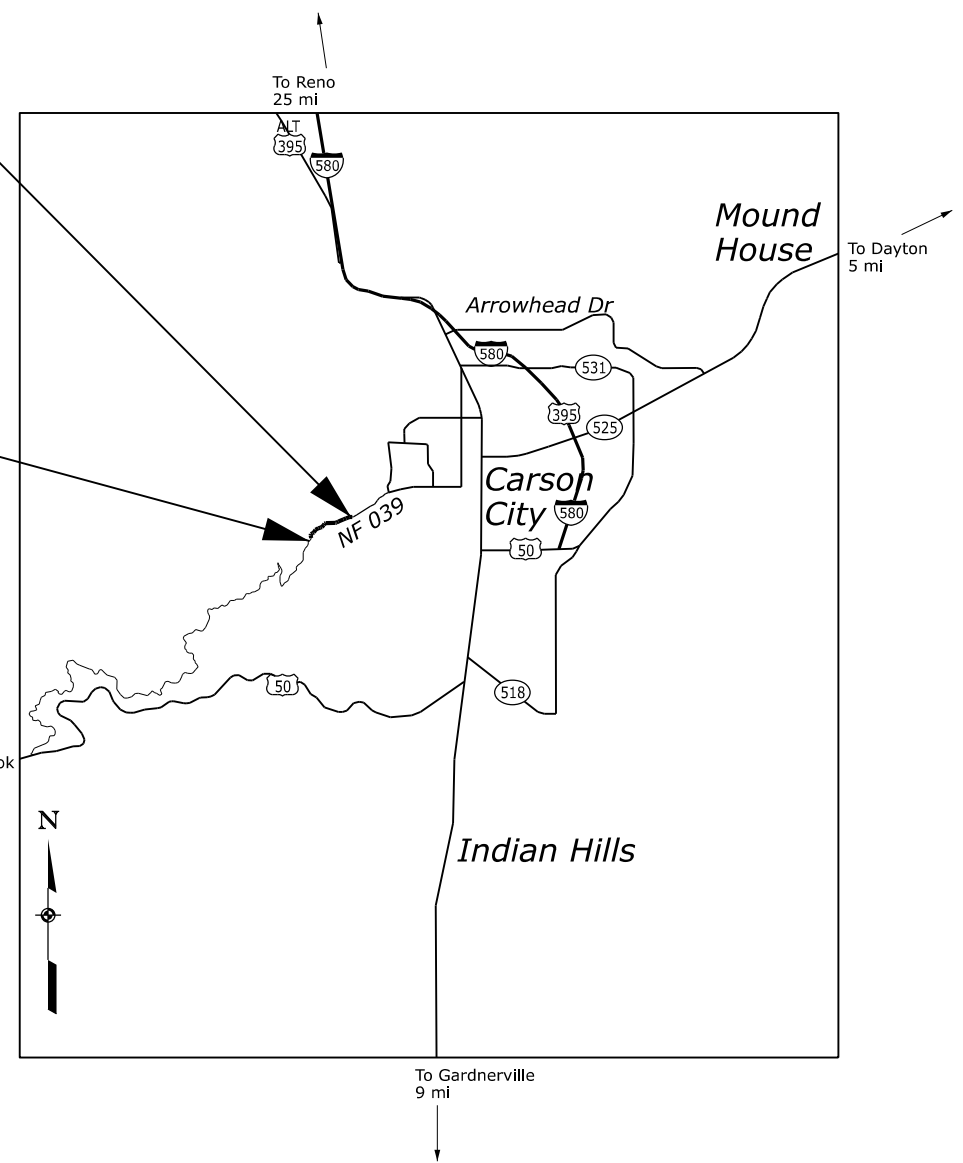 To Reno
25 mi
ALT
395
580
Mound
House
To Dayton
5 mi
Arrowhead Dr
580
531
395
525
Carson
City
NF 039
580
50
50
518
ok
N
Indian Hills
To Gardnerville
9 mi